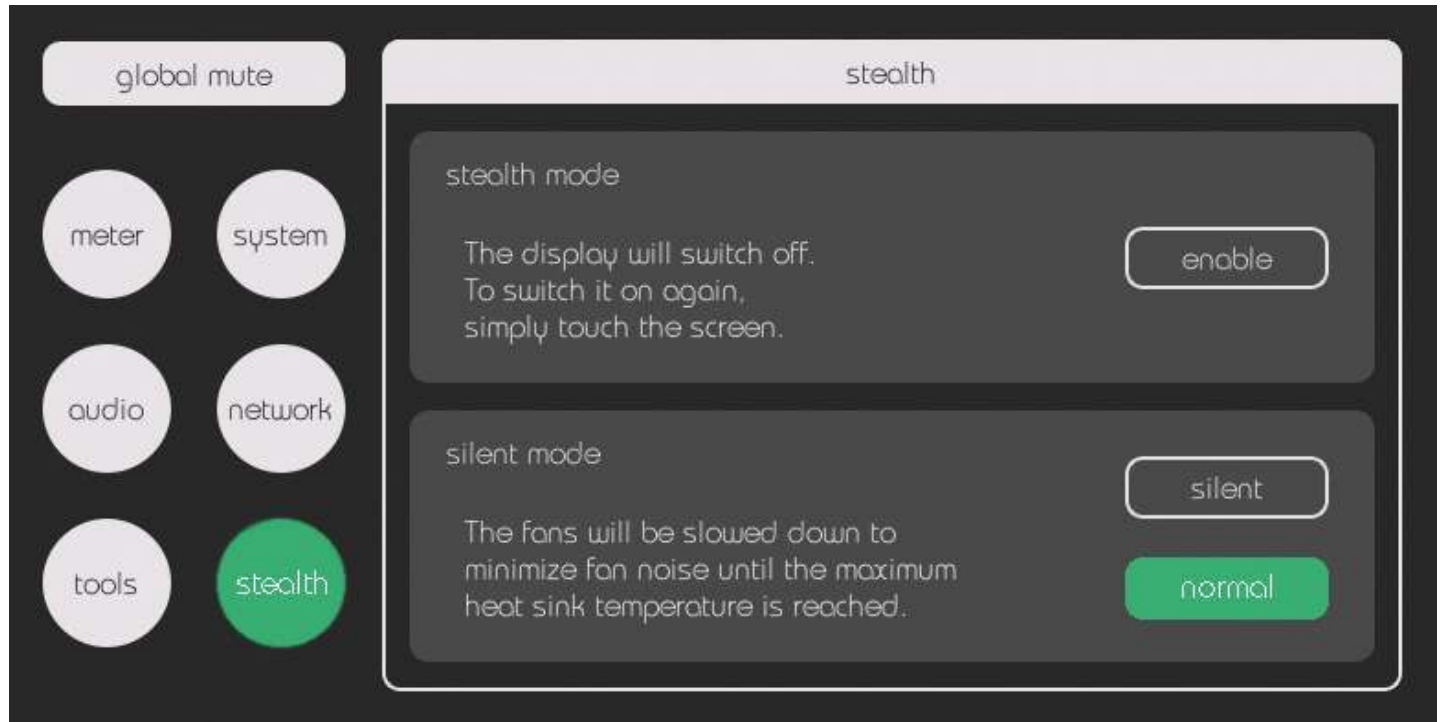 global mute
stealth
meter
system
audio
network
tools
stealth
stealth mode
The display will switch off.
To switch it on again,
simply touch the screen.
enable
silent mode
The fans will be slowed down to
minimize fan noise until the maximum
heat sink temperature is reached.
silent
normal